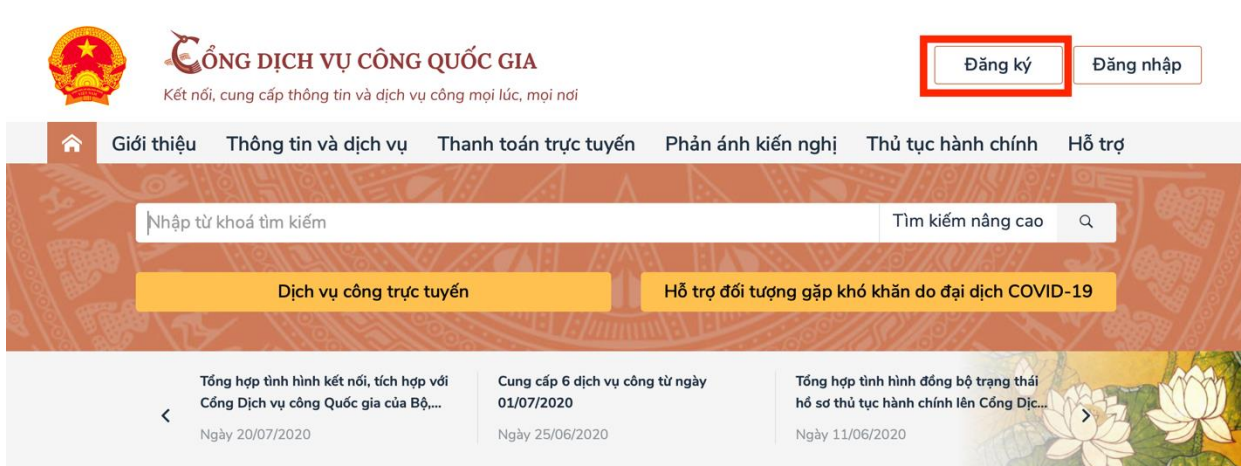 CỔNG DỊCH VỤ CÔNG QUỐC GIA
Kết nối, cung cấp thông tin và dịch vụ công mọi lúc, mọi nơi
Đăng ký
Đăng nhập
Giới thiệu Thông tin và dịch vụ Thanh toán trực tuyến Phản ánh kiến nghị Thủ tục hành chính Hỗ trợ
Nhập từ khoá tìm kiếm
Tìm kiếm nâng cao
Dịch vụ công trực tuyến
Hỗ trợ đối tượng gặp khó khăn do đại dịch COVID-19
Tổng hợp tình hình kết nối, tích hợp với
Cổng Dịch vụ công Quốc gia của Bộ,...
Ngày 20/07/2020
Cung cấp 6 dịch vụ công từ ngày
01/07/2020
Ngày 25/06/2020
Tổng hợp tình hình đồng bộ trạng thái
hồ sơ thủ tục hành chính lên Cổng Dịc...
Ngày 11/06/2020